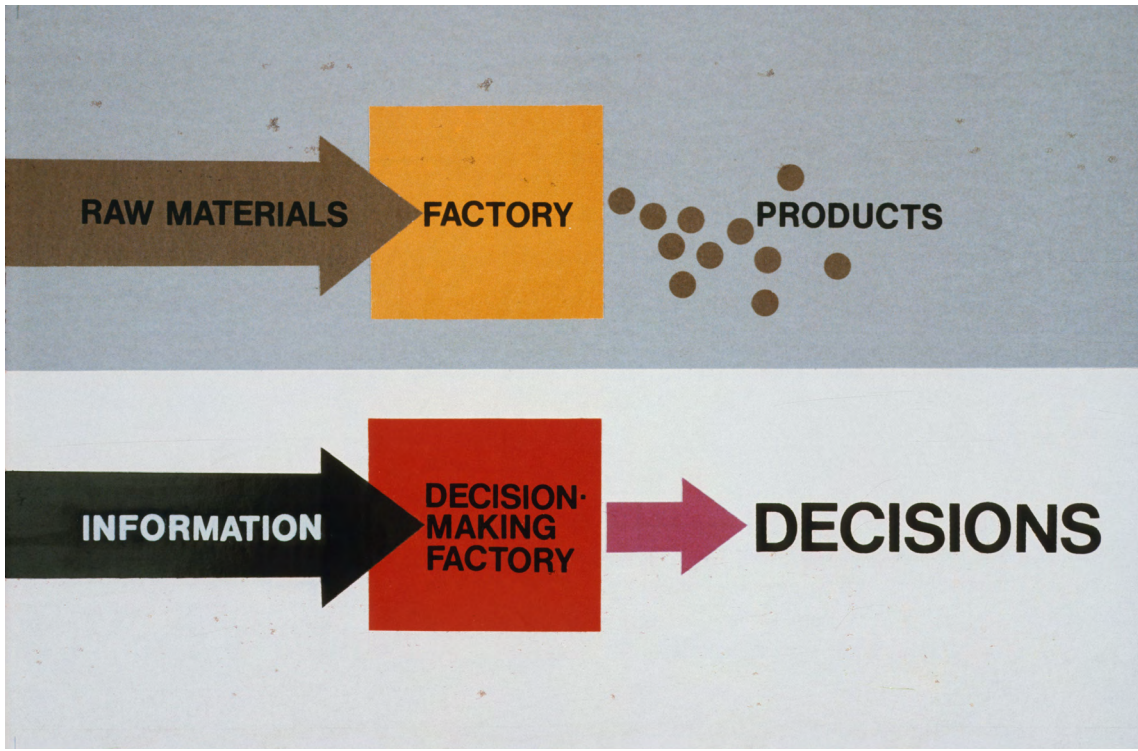 RAW MATERIALS
FACTORY
PRODUCTS
INFORMATION
DECISION-
MAKING
FACTORY
DECISIONS